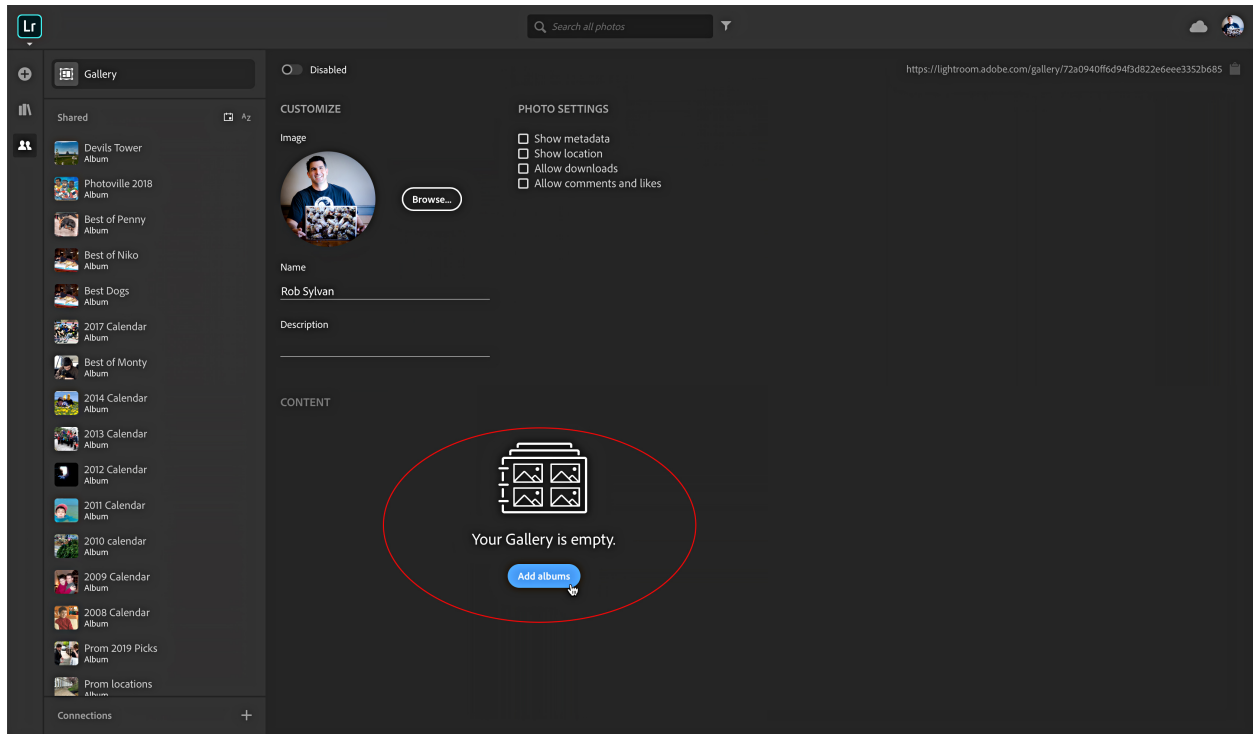 Lr
Search all photos
Gallery
Shared
AZ
Devils Tower
Album
Photoville 2018
Album
Best of Penny
Album
Best of Niko
Album
Best Dogs
Album
2017 Calendar
Album
Best of Monty
Album
2014 Calendar
Album
2013 Calendar
Album
2012 Calendar
Album
2011 Calendar
Album
2010 calendar
Album
2009 Calendar
Album
2008 Calendar
Album
Prom 2019 Picks
Album
Prom locations
Album
Connections
Disabled
https://lightroom.adobe.com/gallery/72a0940ff6d94f3d822e6eee3352b685
CUSTOMIZE
Image
Browse...
Name
Rob Sylvan
Description
PHOTO SETTINGS
Show metadata
Show location
Allow downloads
Allow comments and likes
CONTENT
Your Gallery is empty.
Add albums